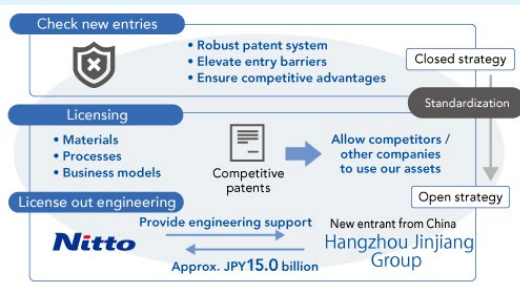 Check new entries
• Robust patent system
• Elevate entry barriers
• Ensure competitive advantages
Closed strategy
Standardization
Licensing
• Materials
• Processes
• Business models
Competitive
patents
Allow competitors /
other companies
to use our assets
Open strategy
License out engineering
Nitto
Provide engineering support
Approx. JPY15.0 billion
New entrant from China
Hangzhou Jinjiang
Group